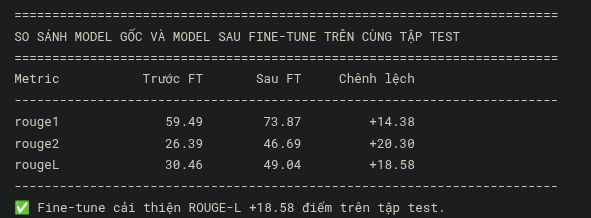 ========================================================================
SO SÁNH MODEL GỐC VÀ MODEL SAU FINE-TUNE TRÊN CÙNG TẬP TEST
========================================================================
Metric           Trước FT       Sau FT     Chênh lệch
------------------------------------------------------------------------
rouge1              59.49        73.87         +14.38
rouge2              26.39        46.69         +20.30
rougeL              30.46        49.04         +18.58
------------------------------------------------------------------------
✅ Fine-tune cải thiện ROUGE-L +18.58 điểm trên tập test.